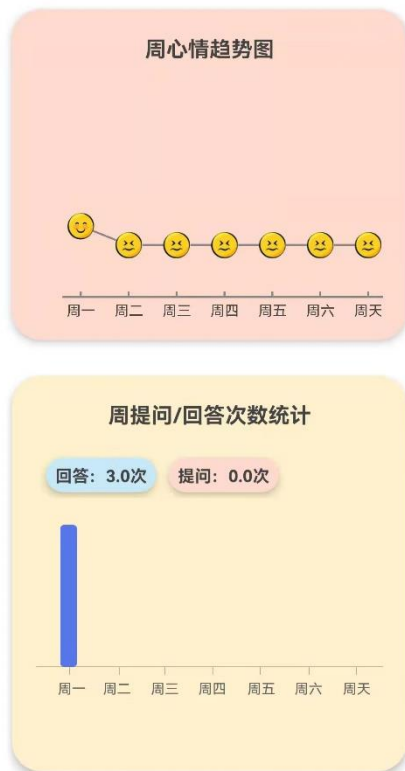 周心情趋势图
周一 周二 周三 周四 周五 周六 周天
周提问/回答次数统计
回答：3.0次 提问：0.0次
周一 周二 周三 周四 周五 周六 周天